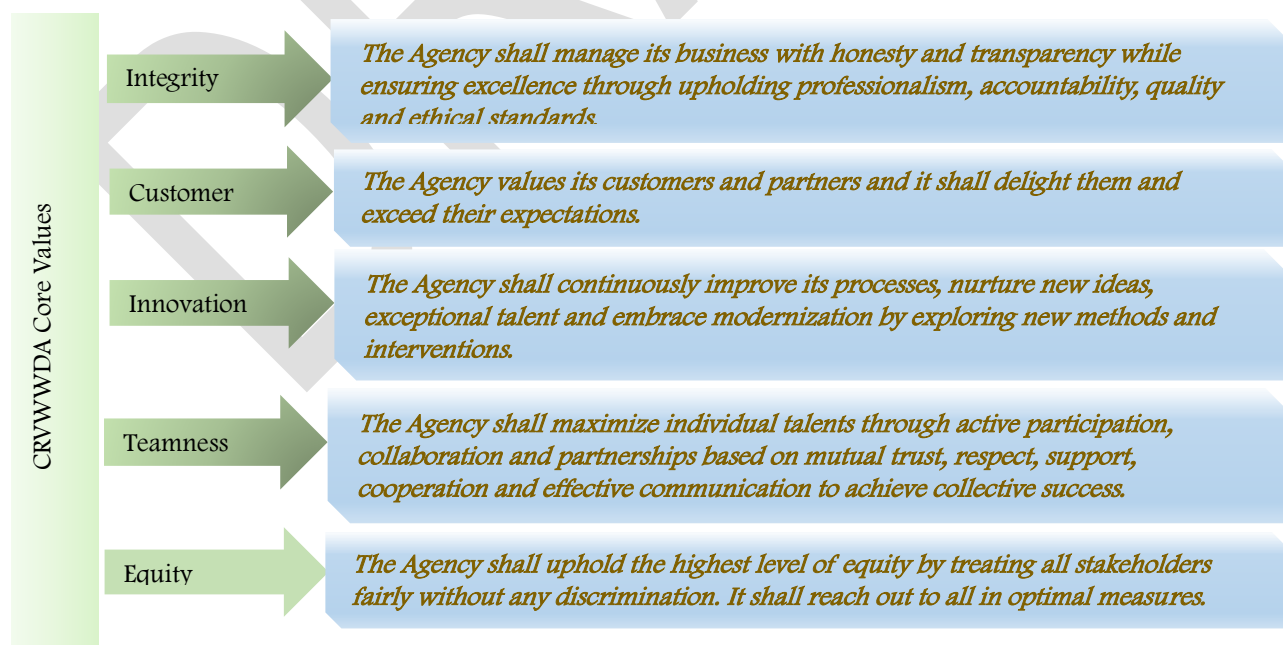 CRVWWDA Core Values
Integrity
The Agency shall manage its business with honesty and transparency while
ensuring excellence through upholding professionalism, accountability, quality
and ethical standards.
Customer
The Agency values its customers and partners and it shall delight them and
exceed their expectations.
Innovation
The Agency shall continuously improve its processes, nurture new ideas,
exceptional talent and embrace modernization by exploring new methods and
interventions.
Teamness
The Agency shall maximize individual talents through active participation,
collaboration and partnerships based on mutual trust, respect, support,
cooperation and effective communication to achieve collective success.
Equity
The Agency shall uphold the highest level of equity by treating all stakeholders
fairly without any discrimination. It shall reach out to all in optimal measures.